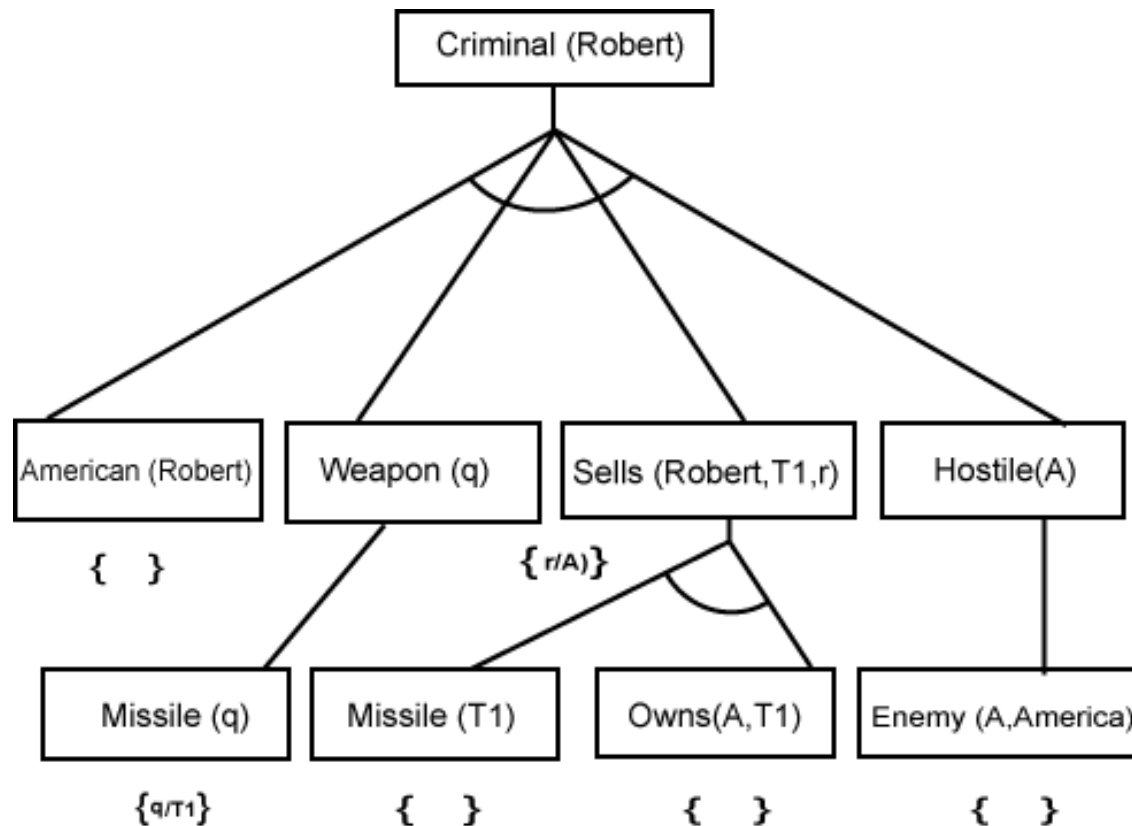 Criminal (Robert)
American (Robert)
Weapon (q)
Sells (Robert,T1,r)
Hostile(A)
{ }
{ r/A)}
Missile (q)
Missile (T1)
Owns(A,T1)
Enemy (A,America)
{q/T1}
{ }
{ }
{ }